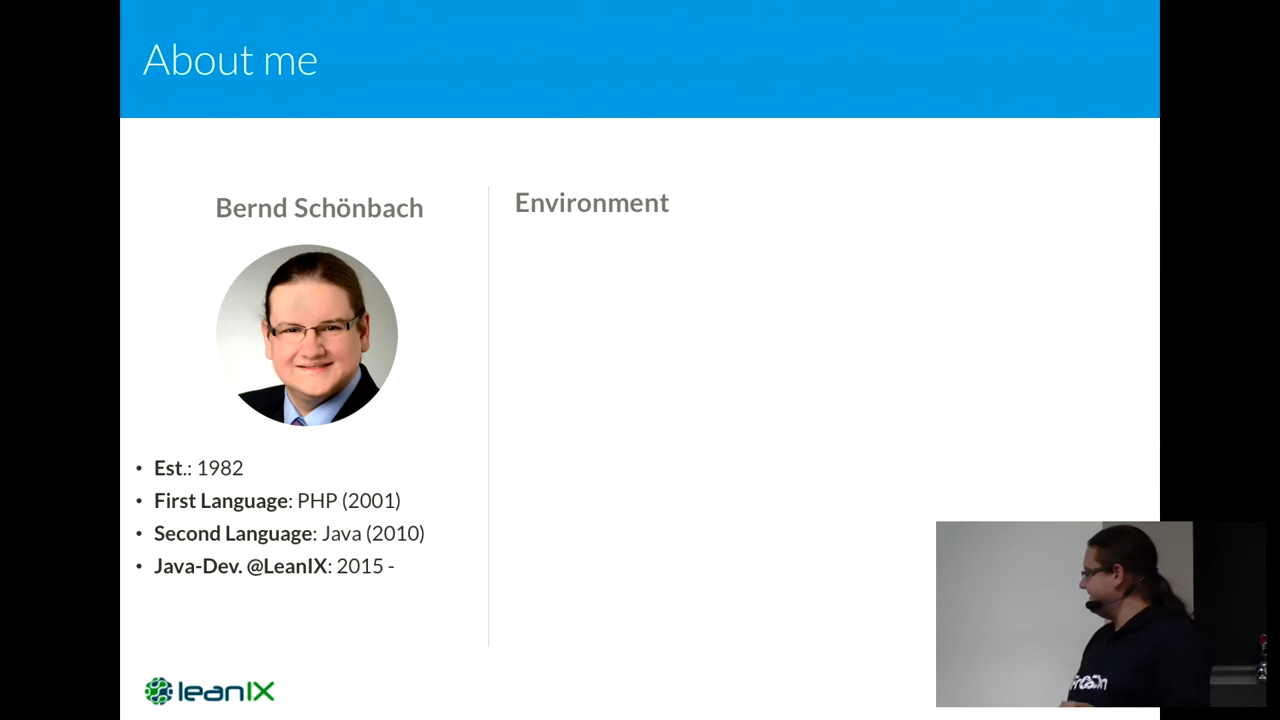 About me
Bernd Schönbach
Environment
• Est.: 1982
• First Language: PHP (2001)
• Second Language: Java (2010)
• Java-Dev. @LeanIX: 2015 -
leanIX